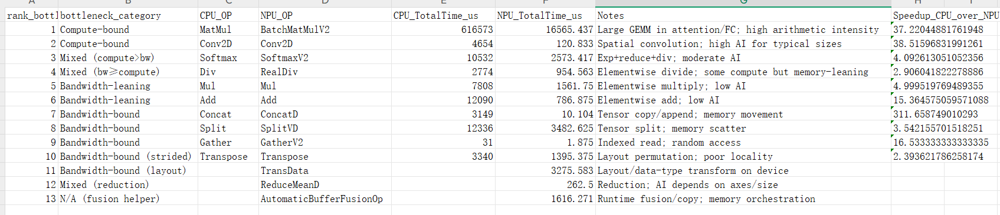 A B C D E F G H I
rank_bottl bottleneck_category CPU_OP NPU_OP CPU_TotalTime_us NPU_TotalTime_us Notes Speedup_CPU_over_NPU
1 Compute-bound MatMul BatchMatMulV2 616573 16565.437 Large GEMM in attention/FC; high arithmetic intensity 37.22044881761948
2 Compute-bound Conv2D Conv2D 4654 120.833 Spatial convolution; high AI for typical sizes 38.51596831991261
3 Mixed (compute>bw) Softmax SoftmaxV2 10532 2573.417 Exp+reduce+div; moderate AI 4.092613051052356
4 Mixed (bw≥compute) Div RealDiv 2774 954.563 Elementwise divide; some compute but memory-leaning 2.906041822278886
5 Bandwidth-leaning Mul Mul 7808 1561.75 Elementwise multiply; low AI 4.999519769489355
6 Bandwidth-leaning Add Add 12090 786.875 Elementwise add; low AI 15.364575059571088
7 Bandwidth-bound Concat ConcatD 3149 10.104 Tensor copy/append; memory movement 311.658749010293
8 Bandwidth-bound Split SplitVD 12336 3482.625 Tensor split; memory scatter 3.542155701518251
9 Bandwidth-bound Gather GatherV2 31 1.875 Indexed read; random access 16.533333333333335
10 Bandwidth-bound (strided) Transpose Transpose 3340 1395.375 Layout permutation; poor locality 2.393621786258174
11 Bandwidth-bound (layout) TransData 3275.583 Layout/data-type transform on device
12 Mixed (reduction) ReduceMeanD 262.5 Reduction; AI depends on axes/size
13 N/A (fusion helper) AutomaticBufferFusionOp 1616.271 Runtime fusion/copy; memory orchestration